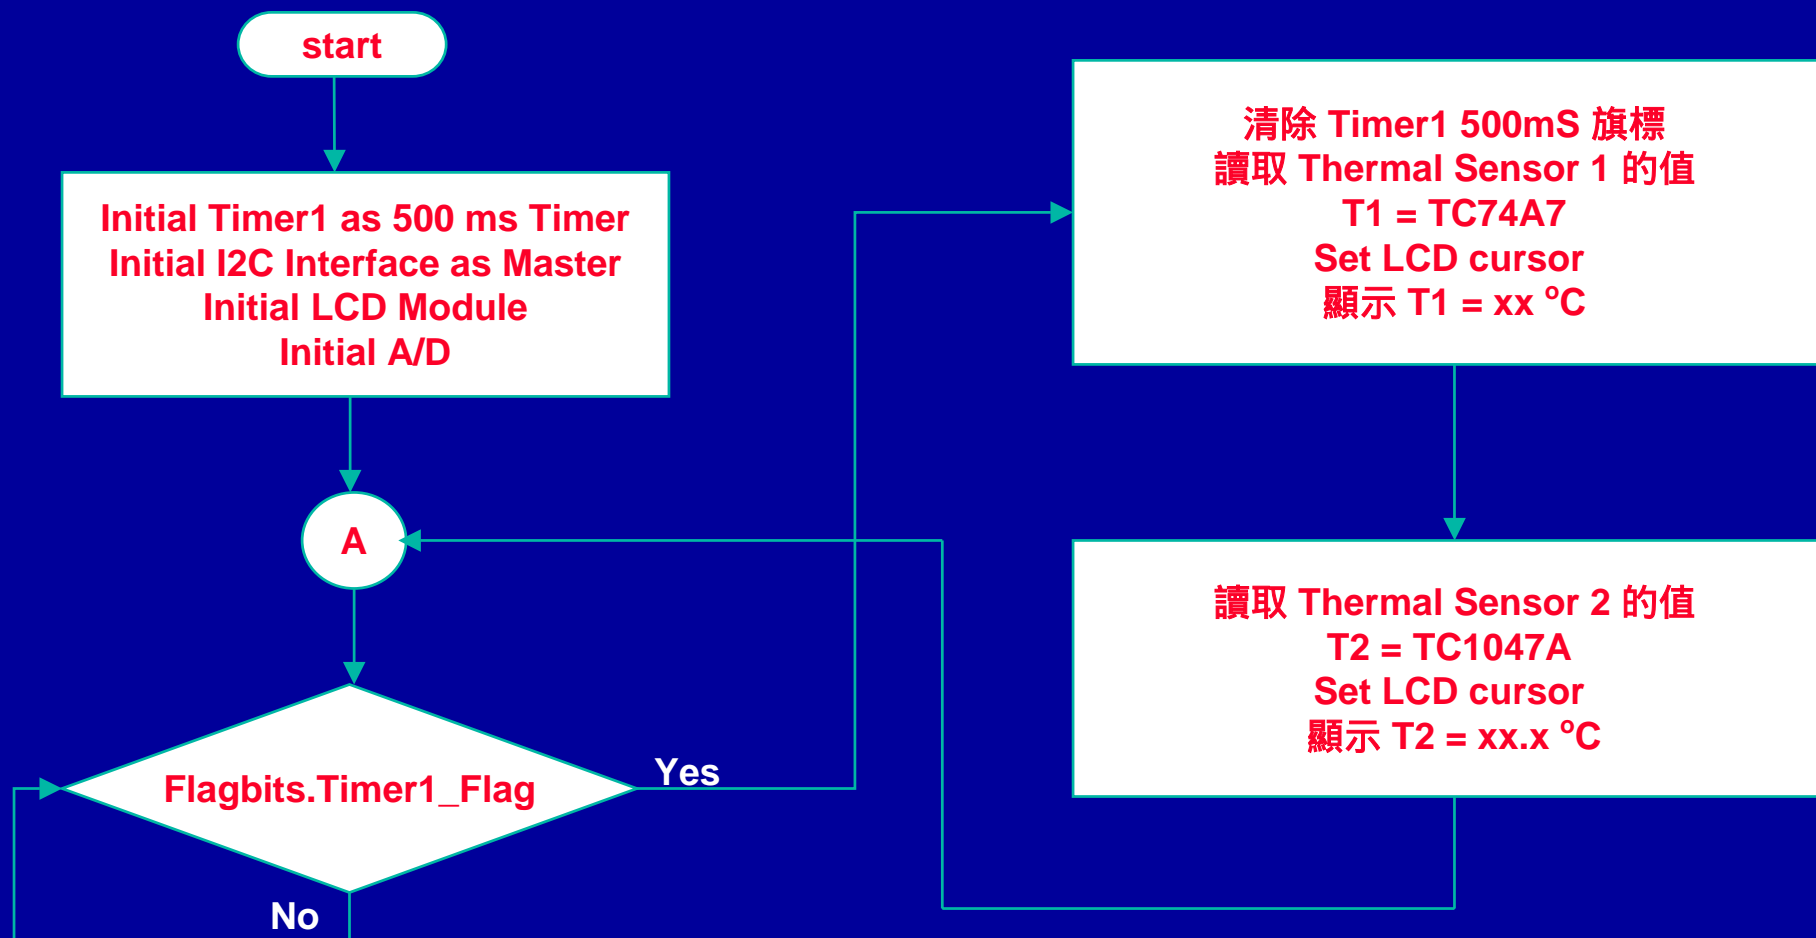 start
Initial Timer1 as 500 ms Timer
Initial I2C Interface as Master
Initial LCD Module
Initial A/D
A
Flagbits.Timer1_Flag
Yes
No
清除 Timer1 500mS 旗標
讀取 Thermal Sensor 1 的值
T1 = TC74A7
Set LCD cursor
顯示 T1 = xx °C
讀取 Thermal Sensor 2 的值
T2 = TC1047A
Set LCD cursor
顯示 T2 = xx.x °C